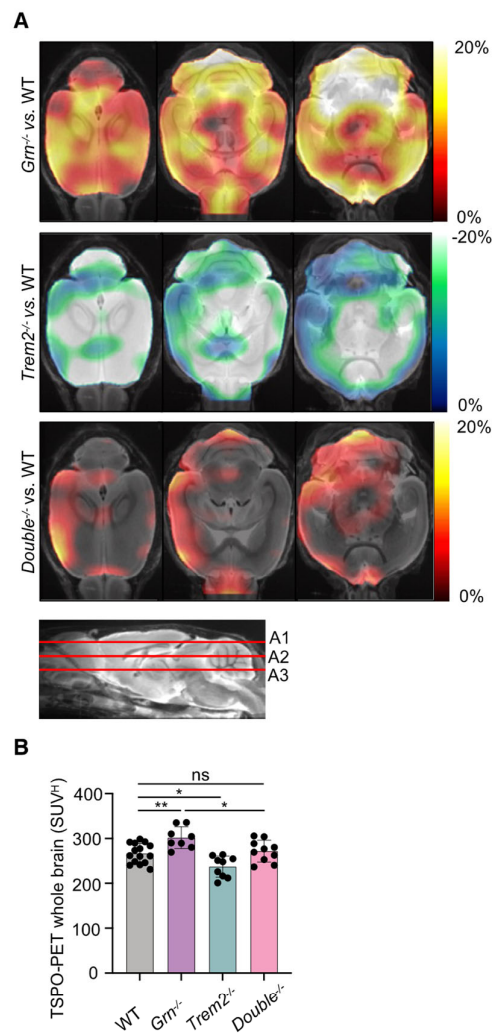 A
Grn-/- vs. WT
20%
0%
Trem2-/- vs. WT
-20%
0%
Double-/- vs. WT
20%
0%
A1
A2
A3
B
TSPO-PET whole brain (SUVᴴ)
400
300
200
100
0
ns
*
**
*
WT
Grn-/-
Trem2-/-
Double-/-